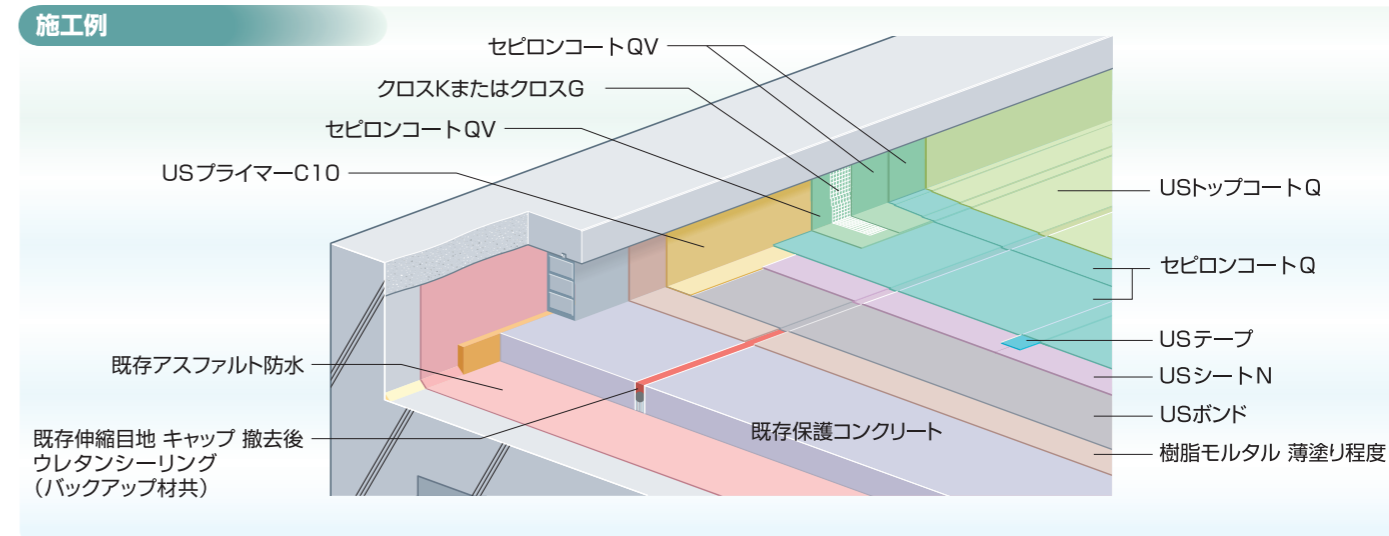 施工例
セピロンコートQV
クロスKまたはクロスG
セピロンコートQV
USプライマーC10
既存アスファルト防水
既存伸縮目地 キャップ 撤去後
ウレタンシーリング
（バックアップ材共）
既存保護コンクリート
USトップコートQ
セピロンコートQ
USテープ
USシートN
USボンド
樹脂モルタル 薄塗り程度